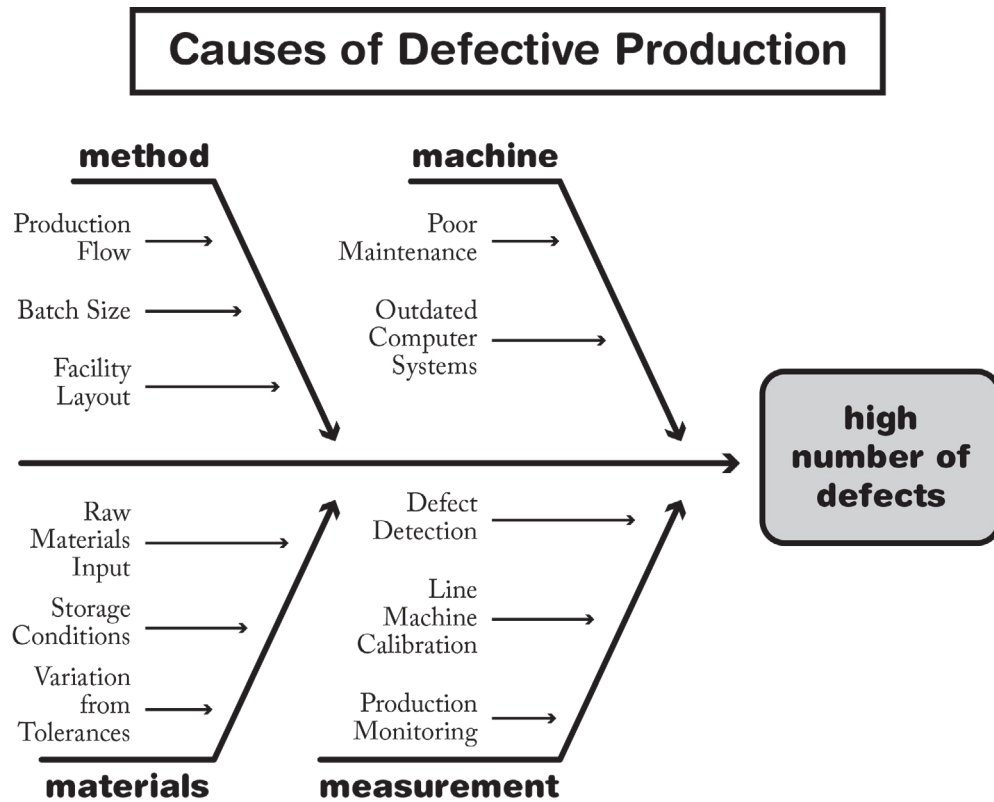 Causes of Defective Production
method
Production
Flow
Batch Size
Facility
Layout
machine
Poor
Maintenance
Outdated
Computer
Systems
high
number of
defects
Raw
Materials
Input
Storage
Conditions
Variation
from
Tolerances
materials
Defect
Detection
Line
Machine
Calibration
Production
Monitoring
measurement